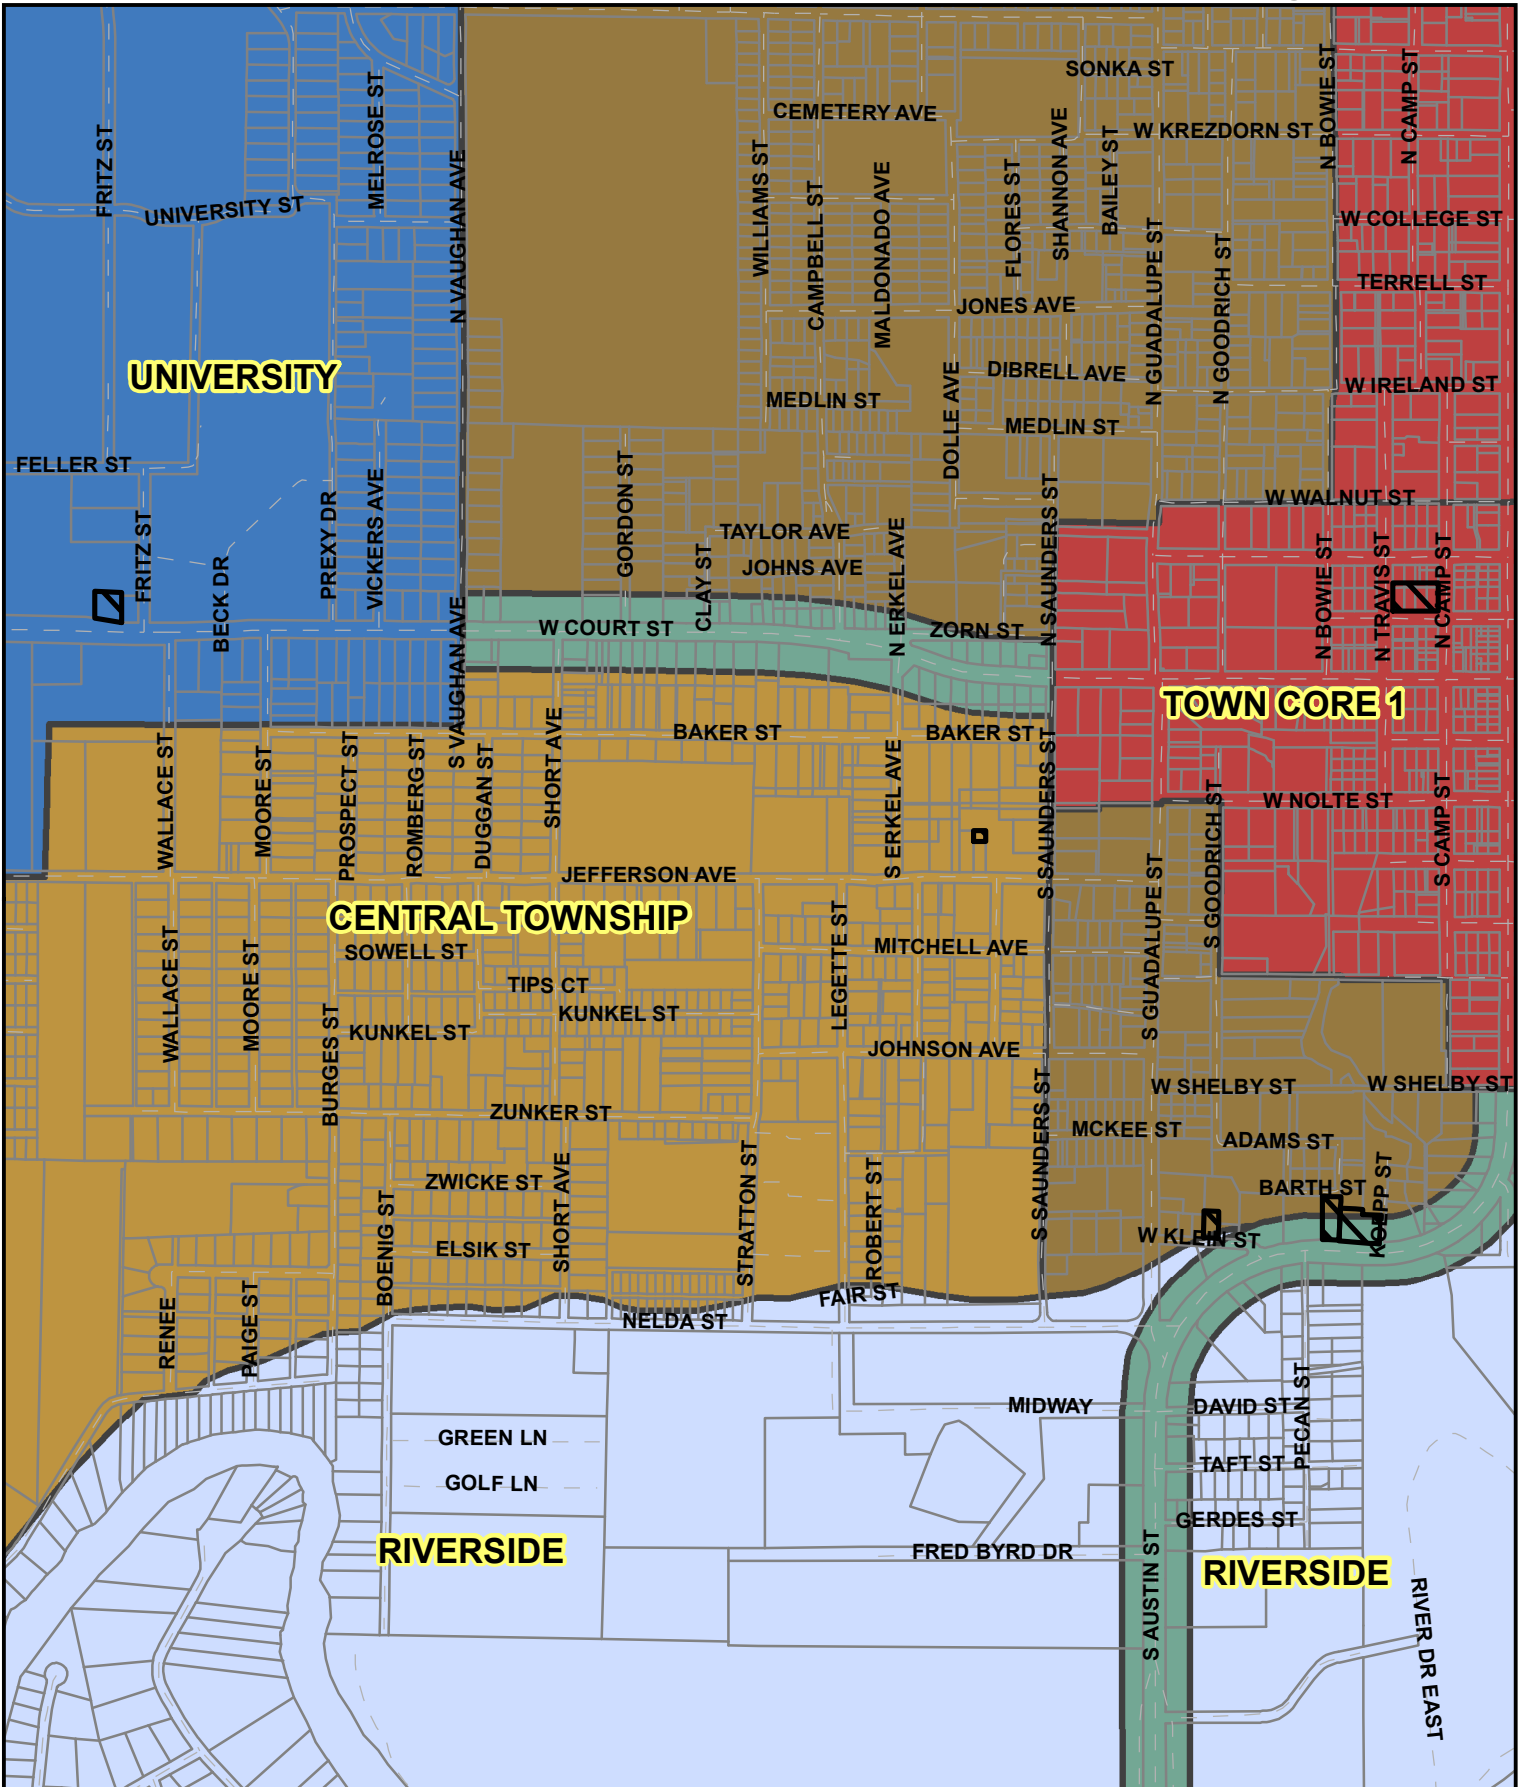 SONKA ST
CEMETERY AVE
W KREZDORN ST
N BOWIE ST
N CAMP ST
FRITZ ST
MELROSE ST
N VAUGHAN AVE
WILLIAMS ST
CAMPBELL ST
MALDONADO AVE
FLORES ST
SHANNON AVE
BAILEY ST
N GUADALUPE ST
N GOODRICH ST
UNIVERSITY ST
W COLLEGE ST
TERRELL ST
JONES AVE
UNIVERSITY
DIBRELL AVE
W IRELAND ST
MEDLIN ST
MEDLIN ST
DOLLE AVE
FELLER ST
W WALNUT ST
GORDON ST
N SAUNDERS ST
FRITZ ST
BECK DR
PREXY DR
VICKERS AVE
TAYLOR AVE
JOHNS AVE
CLAY ST
N ERKEL AVE
N BOWIE ST
N TRAVIS ST
N CAMP ST
W COURT ST
ZORN ST
S VAUGHAN AVE
TOWN CORE 1
BAKER ST
BAKER ST
WALLACE ST
MOORE ST
PROSPECT ST
ROMBERG ST
DUGGAN ST
SHORT AVE
S ERKEL AVE
S SAUNDERS ST
W NOLTE ST
S GOODRICH ST
S CAMP ST
JEFFERSON AVE
CENTRAL TOWNSHIP
SOWELL ST
MITCHELL AVE
LEGETTE ST
S GUADALUPE ST
WALLACE ST
MOORE ST
TIPS CT
KUNKEL ST
KUNKEL ST
BURGES ST
JOHNSON AVE
W SHELBY ST
W SHELBY ST
ZUNKER ST
MCKEE ST
ADAMS ST
S SAUNDERS ST
ZWICKE ST
BARTH ST
KOEPP ST
BOENIG ST
SHORT AVE
STRATTON ST
ROBERT ST
ELSIK ST
W KLEIN ST
FAIR ST
NELDA ST
RENEE
PAIGE ST
MIDWAY
DAVID ST
PECAN ST
GREEN LN
TAFT ST
GOLF LN
GERDES ST
RIVERSIDE
FRED BYRD DR
RIVERSIDE
S AUSTIN ST
RIVER DR EAST